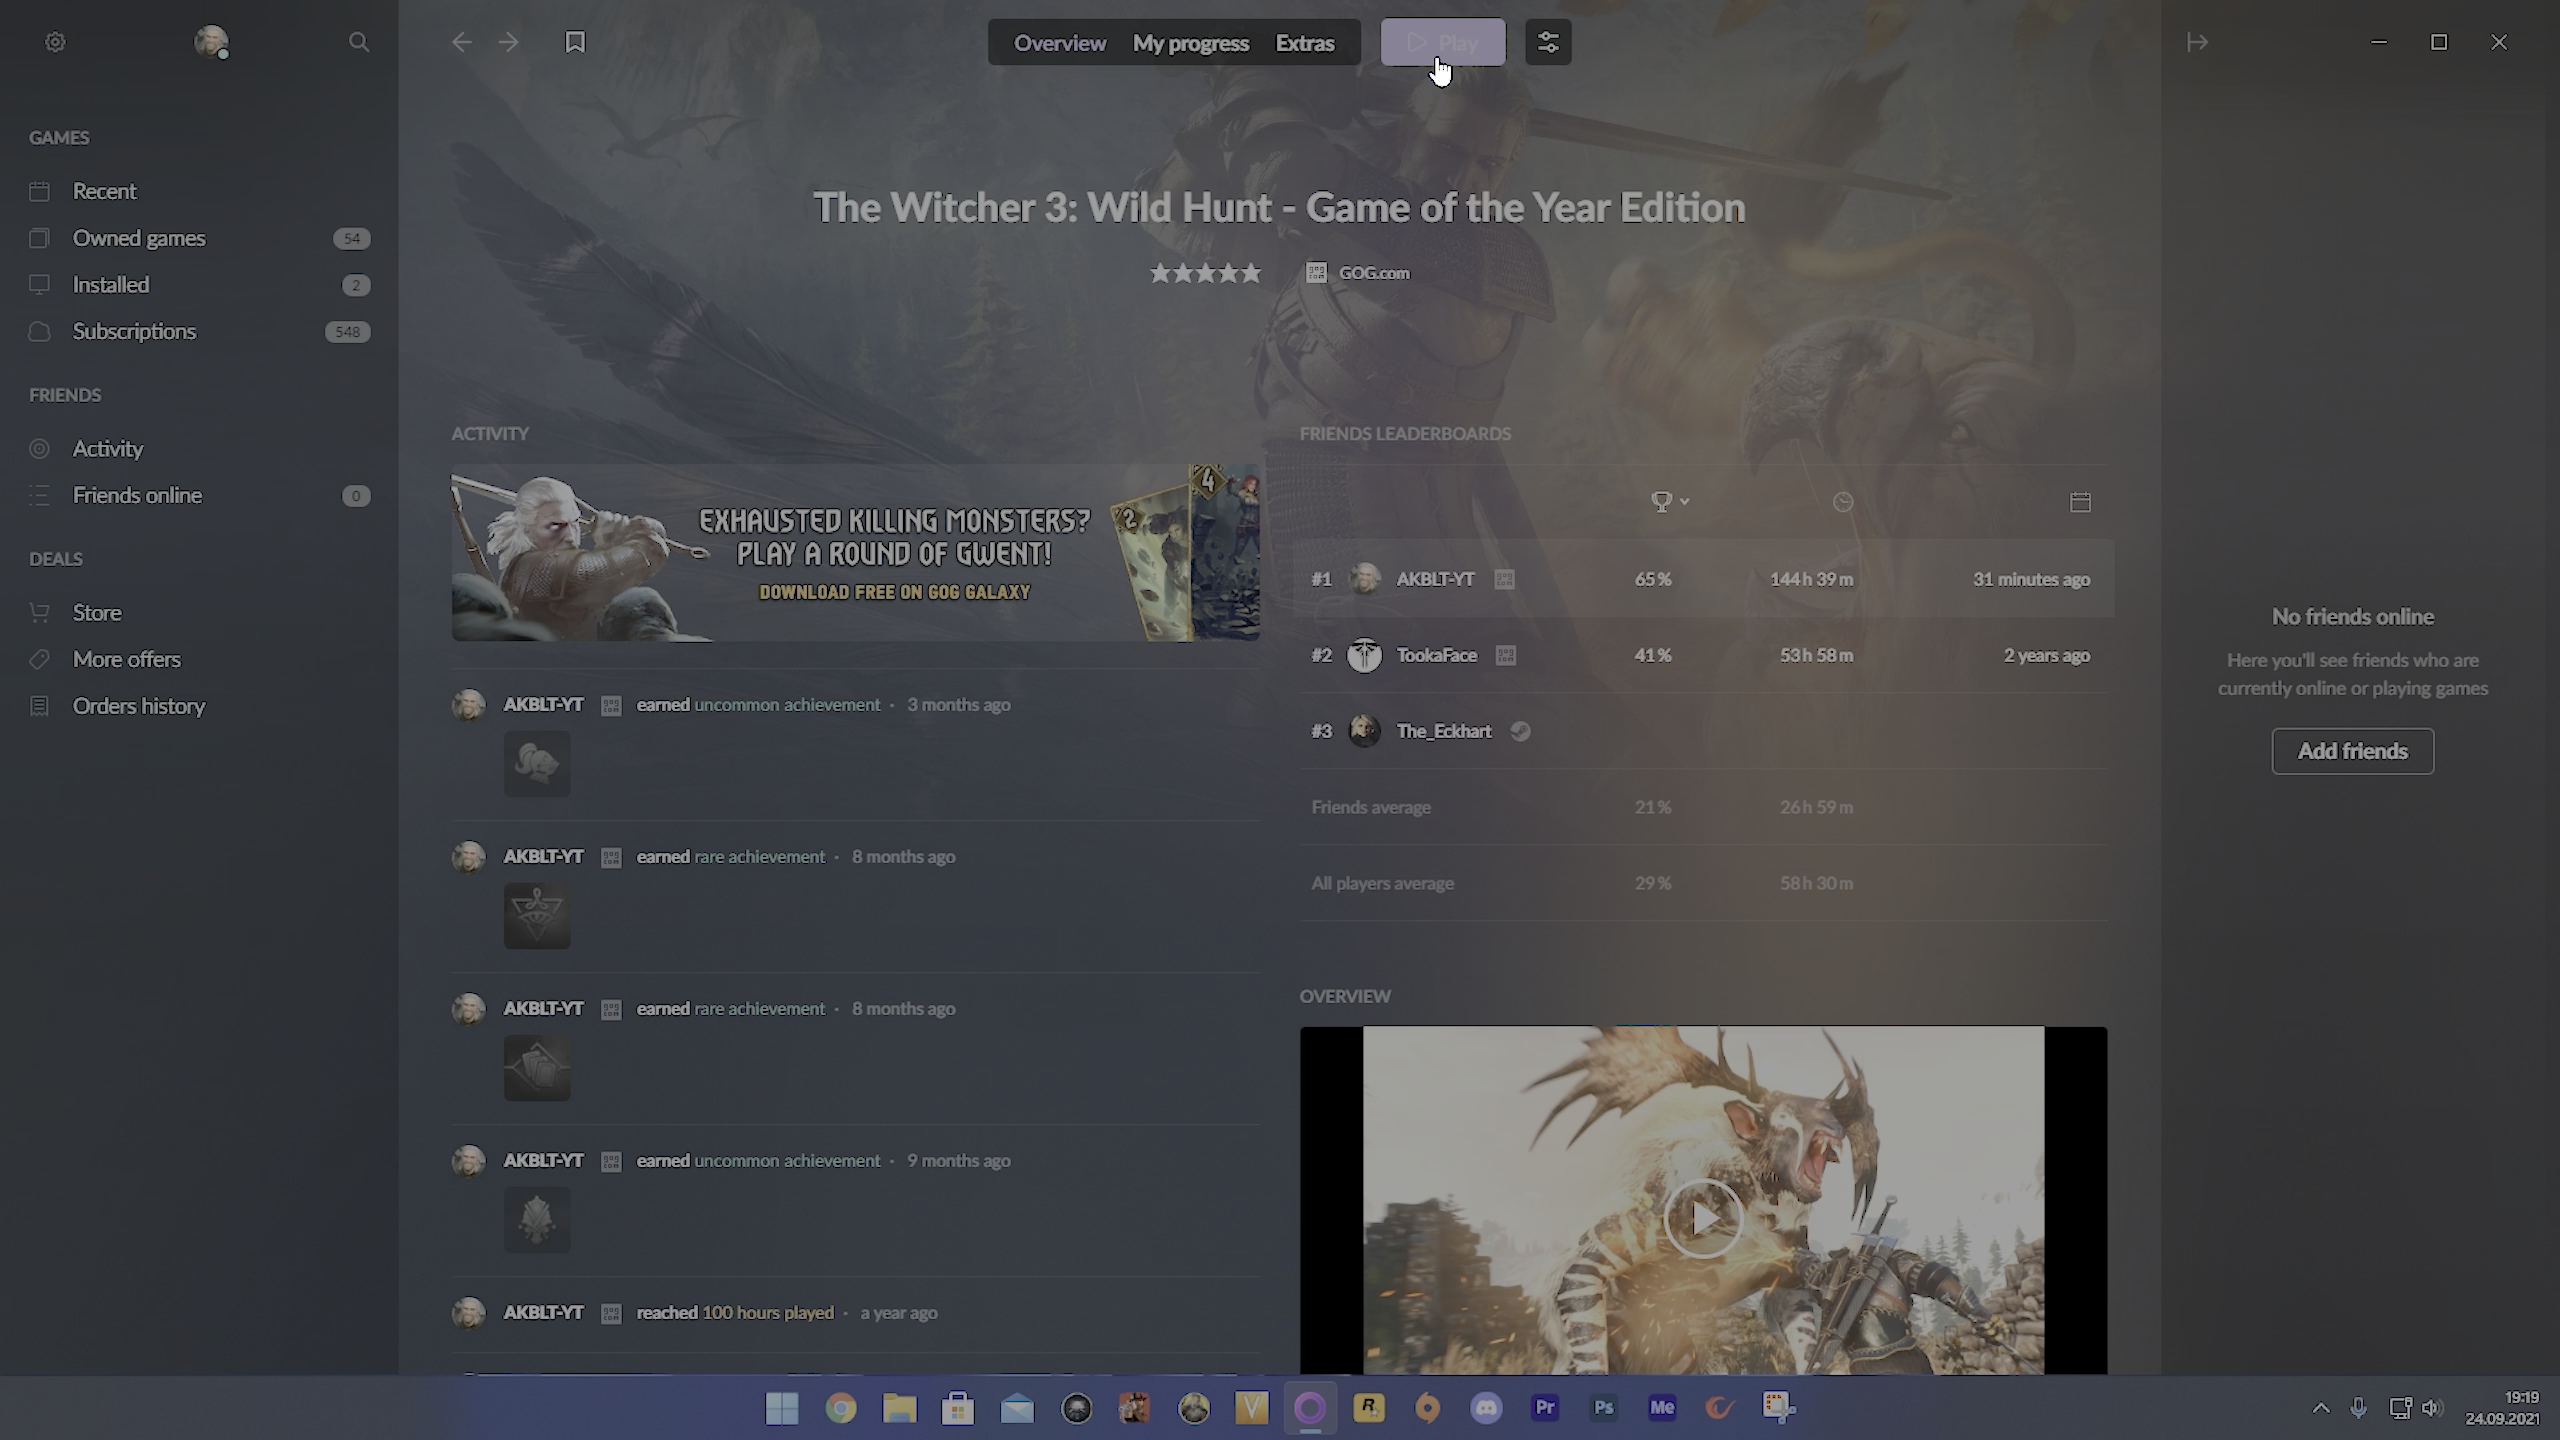 Overview My progress Extras Play
GAMES
Recent
Owned games 54
Installed 2
Subscriptions 548
FRIENDS
Activity
Friends online 0
DEALS
Store
More offers
Orders history
The Witcher 3: Wild Hunt - Game of the Year Edition
GOG.com
ACTIVITY
EXHAUSTED KILLING MONSTERS?
PLAY A ROUND OF GWENT!
DOWNLOAD FREE ON GOG GALAXY
2
4
AKBLT-YT earned uncommon achievement · 3 months ago
AKBLT-YT earned rare achievement · 8 months ago
AKBLT-YT earned rare achievement · 8 months ago
AKBLT-YT earned uncommon achievement · 9 months ago
AKBLT-YT reached 100 hours played · a year ago
FRIENDS LEADERBOARDS
#1 AKBLT-YT 65% 144h 39m 31 minutes ago
#2 TookaFace 41% 53h 58m 2 years ago
#3 The_Eckhart
Friends average 21% 26h 59m
All players average 29% 58h 30m
OVERVIEW
No friends online
Here you'll see friends who are
currently online or playing games
Add friends
V R Pr Ps Me
19:19
24.09.2021